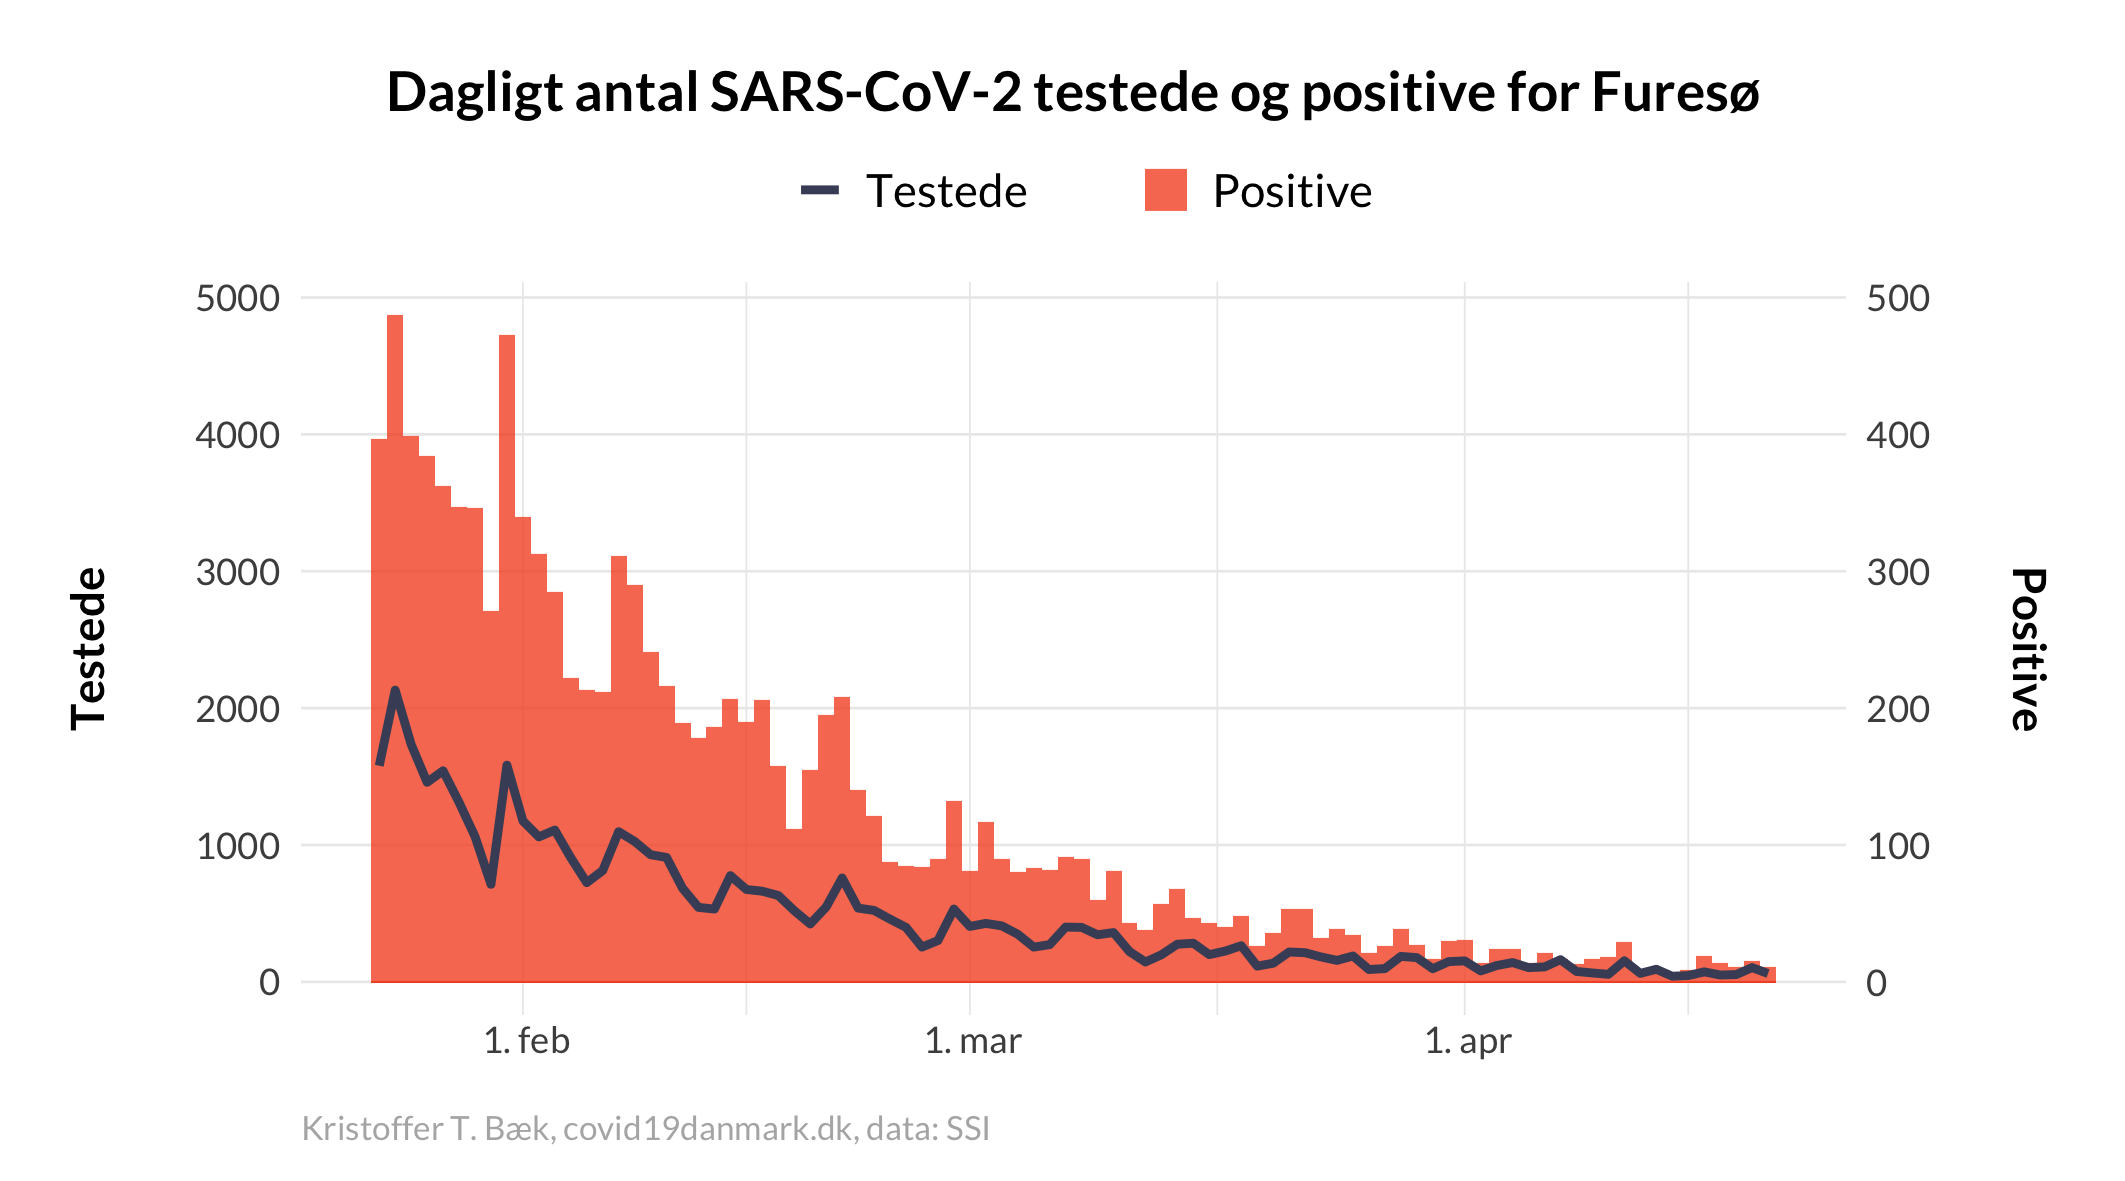 Dagligt antal SARS-CoV-2 testede og positive for Furesø
Testede
Positive
5000
4000
3000
2000
1000
0
500
400
300
200
100
0
Testede
Positive
1. feb
1. mar
1. apr
Kristoffer T. Bæk, covid19danmark.dk, data: SSI